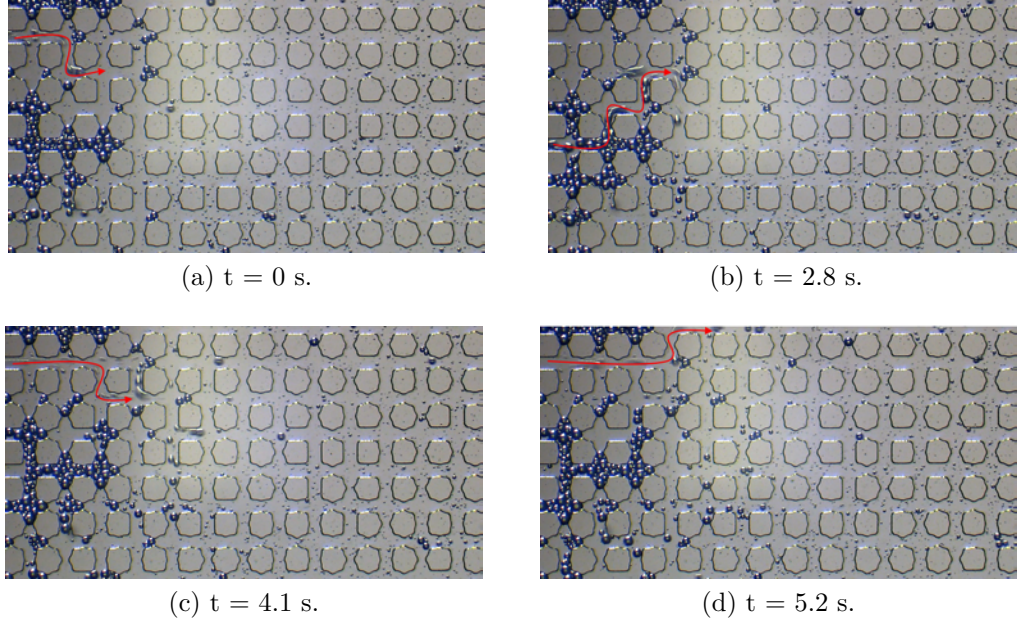 (a) t = 0 s.
(b) t = 2.8 s.
(c) t = 4.1 s.
(d) t = 5.2 s.